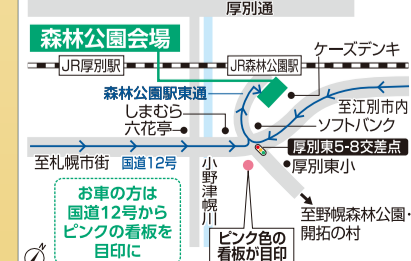 厚別通
森林公園会場
ケーズデンキ
JR厚別駅
JR森林公園駅
森林公園駅東通
至江別市内
しまむら
六花亭
ソフトバンク
厚別東5-8交差点
至札幌市街
国道12号
小野津幌川
厚別東小
お車の方は
国道12号から
ピンクの看板を
目印に
至野幌森林公園・
開拓の村
ピンク色の
看板が目印